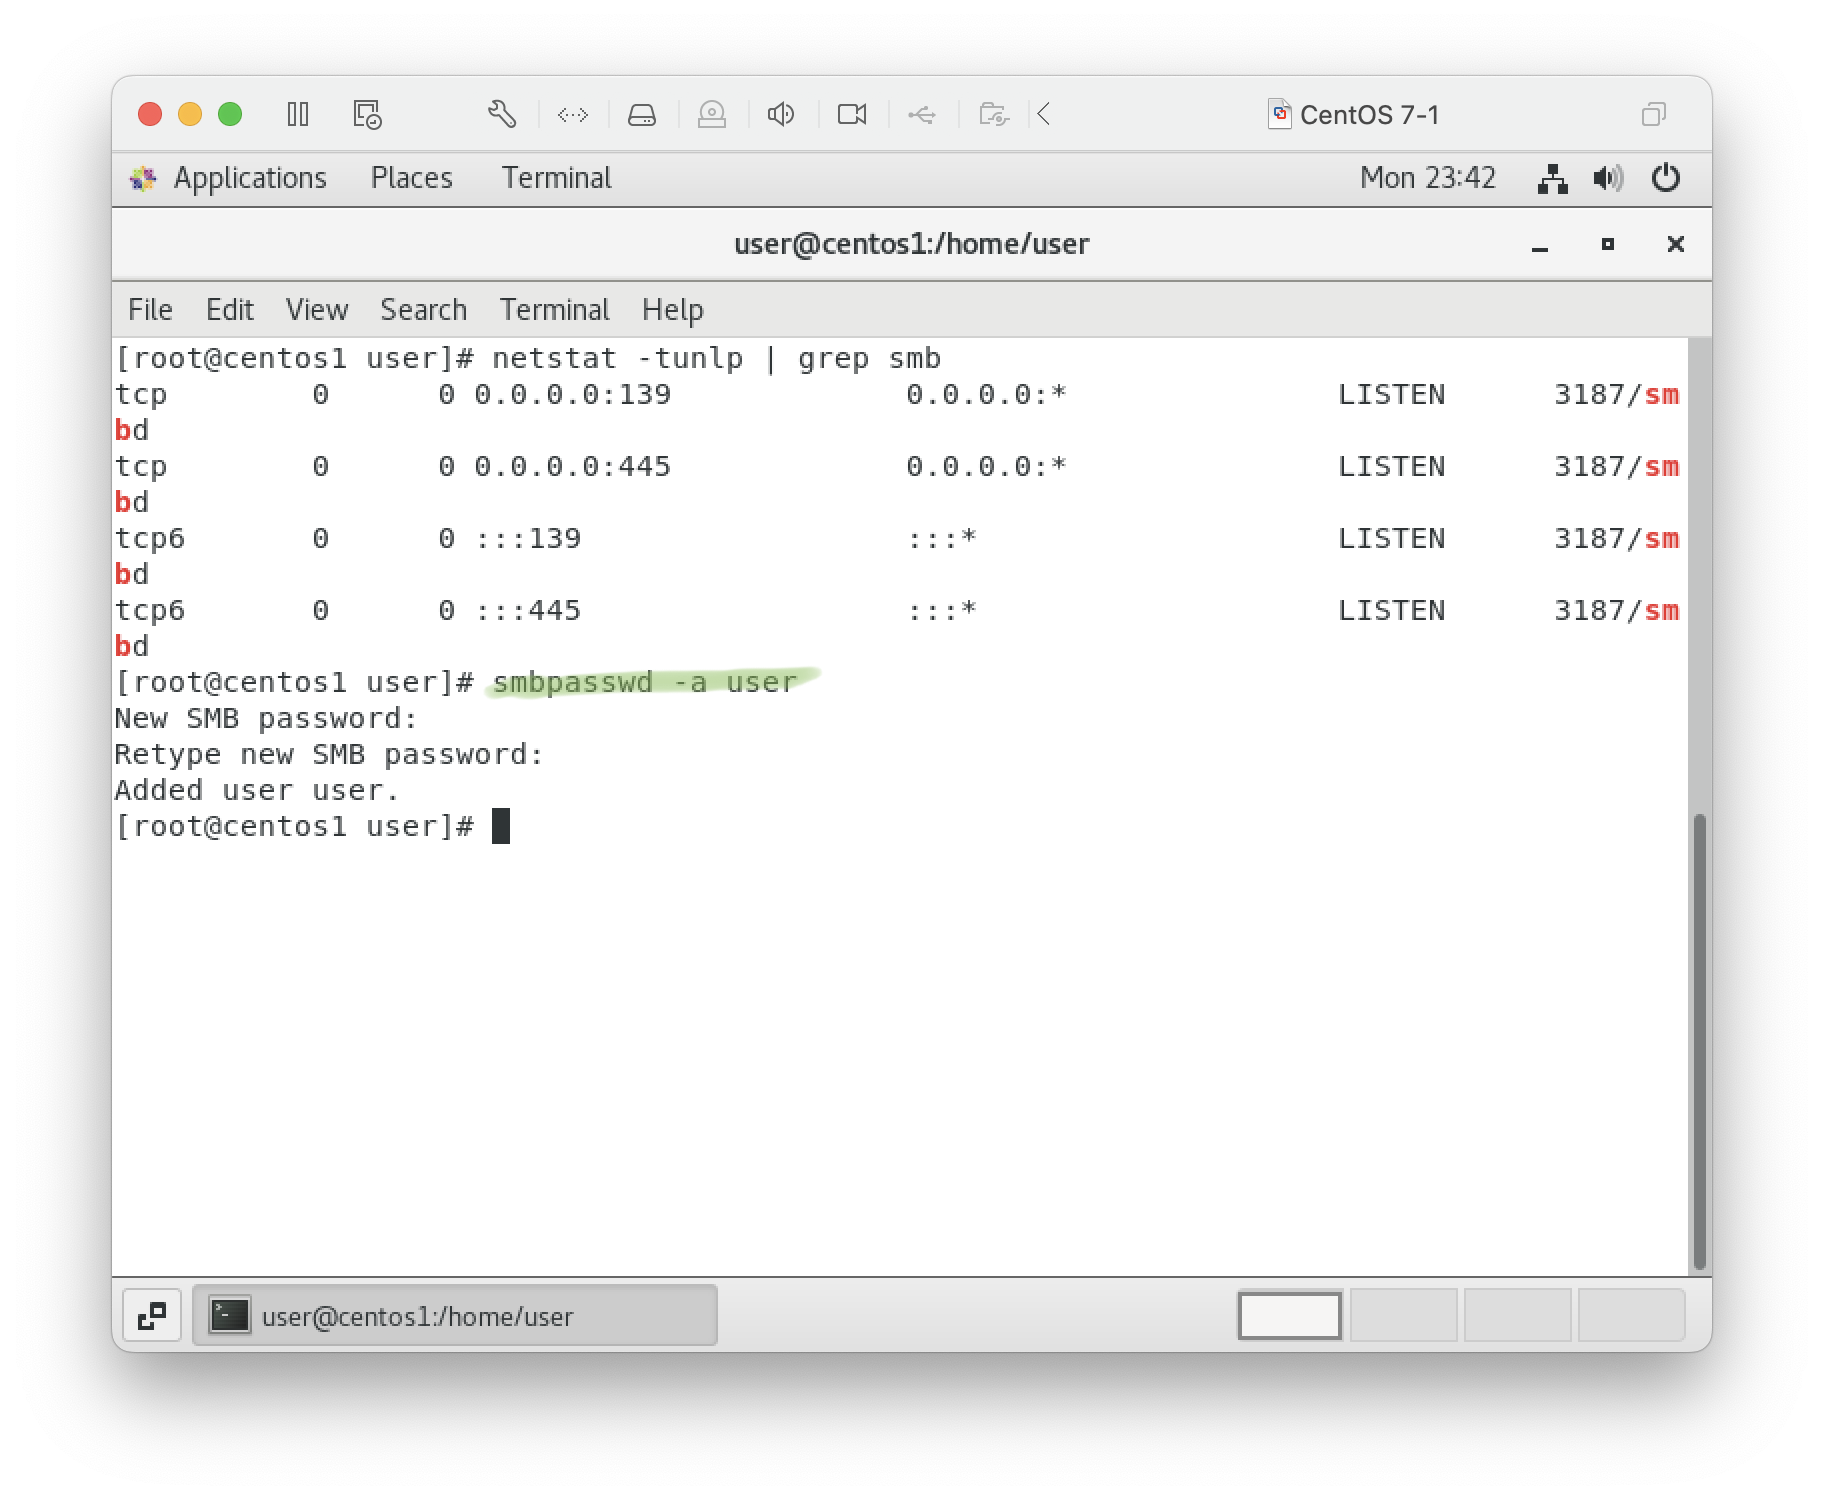 CentOS 7-1
Applications Places Terminal Mon 23:42
user@centos1:/home/user
File Edit View Search Terminal Help
[root@centos1 user]# netstat -tunlp | grep smb
tcp        0      0 0.0.0.0:139             0.0.0.0:*               LISTEN      3187/sm
bd
tcp        0      0 0.0.0.0:445             0.0.0.0:*               LISTEN      3187/sm
bd
tcp6       0      0 :::139                  :::*                    LISTEN      3187/sm
bd
tcp6       0      0 :::445                  :::*                    LISTEN      3187/sm
bd
[root@centos1 user]# smbpasswd -a user
New SMB password:
Retype new SMB password:
Added user user.
[root@centos1 user]#
user@centos1:/home/user